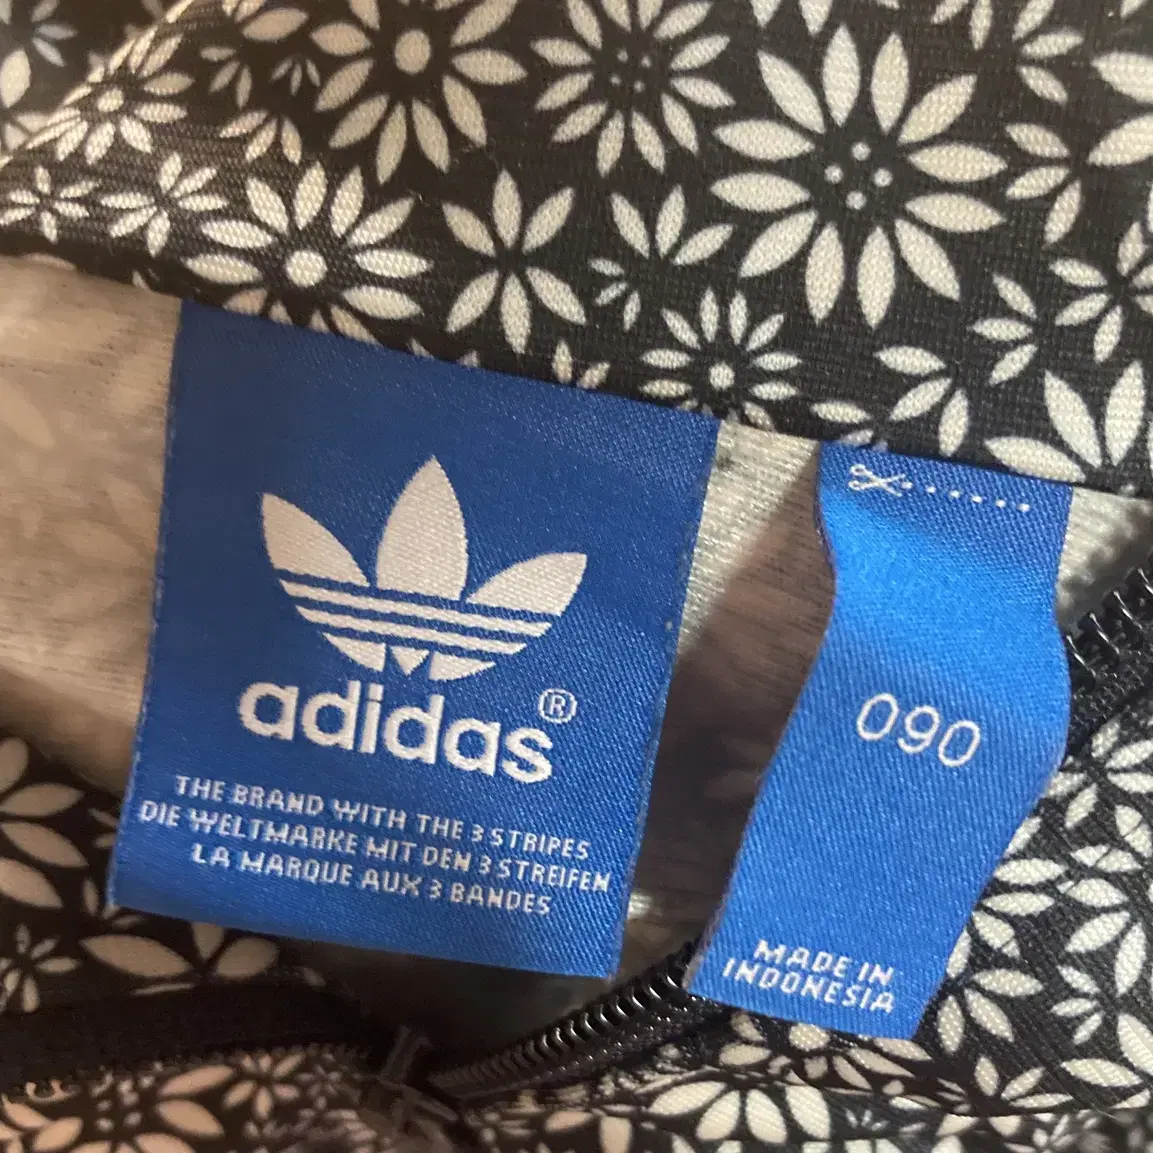 adidas®
THE BRAND WITH THE 3 STRIPES
DIE WELTMARKE MIT DEN 3 STREIFEN
LA MARQUE AUX 3 BANDES
090
MADE IN
INDONESIA